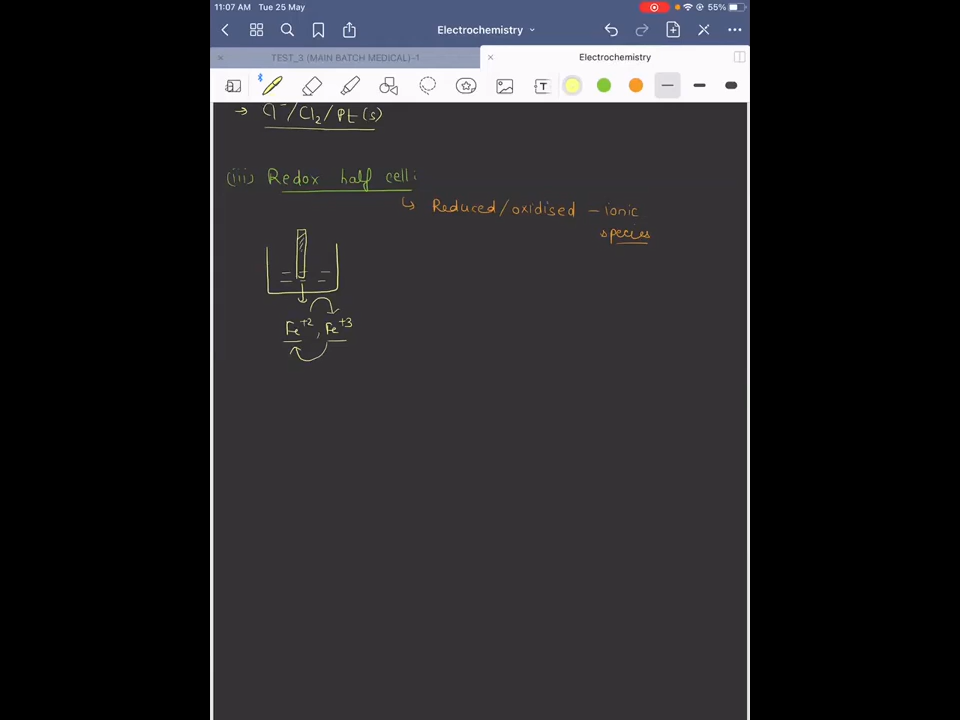 11:07 AM Tue 25 May 55%
Electrochemistry
TEST_3 (MAIN BATCH MEDICAL)-1
Electrochemistry
→ Cl⁻/Cl₂/Pt(s)
(iii) Redox half cell:
↳ Reduced/oxidised - ionic
species
Fe⁺², Fe⁺³